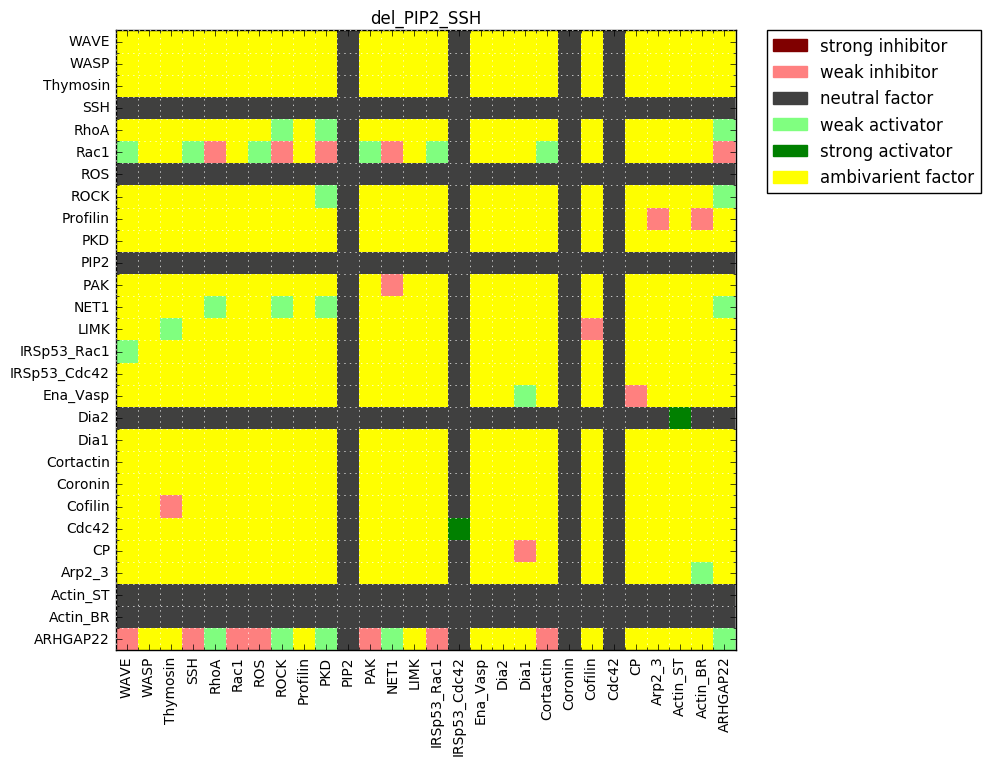 del_PIP2_SSH
WAVE
WASP
Thymosin
SSH
RhoA
Rac1
ROS
ROCK
Profilin
PKD
PIP2
PAK
NET1
LIMK
IRSp53_Rac1
IRSp53_Cdc42
Ena_Vasp
Dia2
Dia1
Cortactin
Coronin
Cofilin
Cdc42
CP
Arp2_3
Actin_ST
Actin_BR
ARHGAP22
WAVE
WASP
Thymosin
SSH
RhoA
Rac1
ROS
ROCK
Profilin
PKD
PIP2
PAK
NET1
LIMK
IRSp53_Rac1
IRSp53_Cdc42
Ena_Vasp
Dia2
Dia1
Cortactin
Coronin
Cofilin
Cdc42
CP
Arp2_3
Actin_ST
Actin_BR
ARHGAP22
strong inhibitor
weak inhibitor
neutral factor
weak activator
strong activator
ambivarient factor